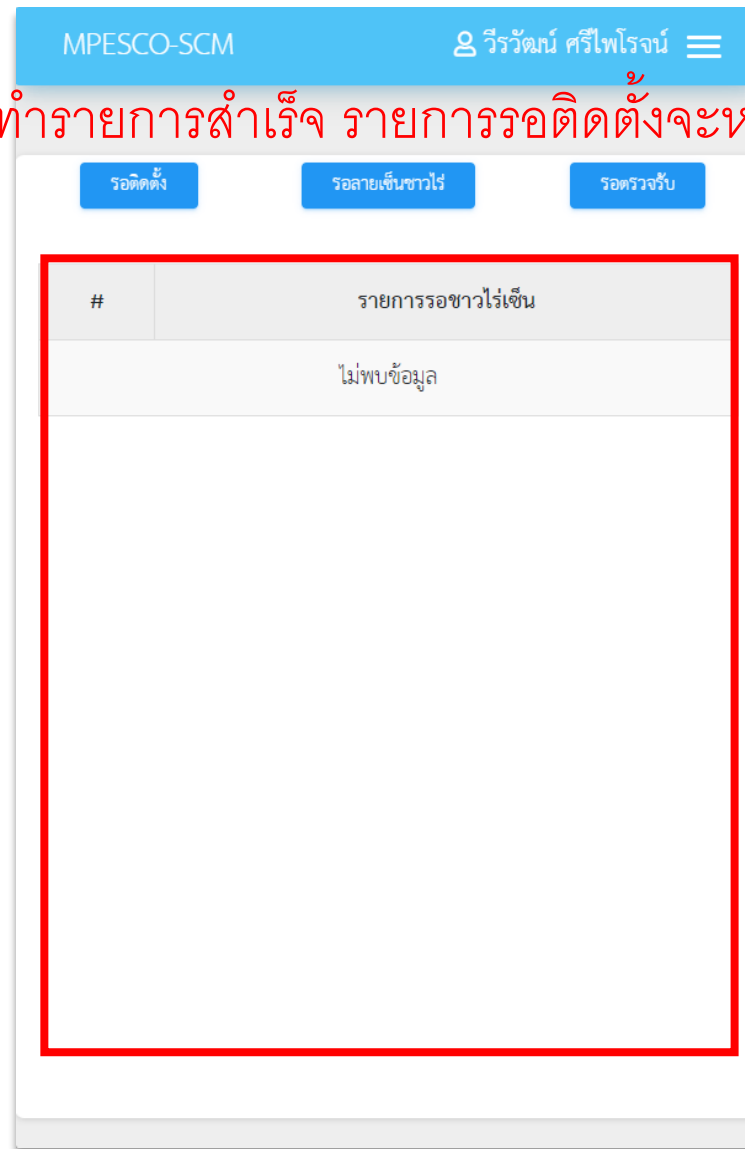 MPESCO-SCM วีรวัฒน์ ศรีไพโรจน์
ทำรายการสำเร็จ รายการรอติดตั้งจะห
รอติดตั้ง รอลายเซ็นชาวไร่ รอตรวจรับ
# รายการรอชาวไร่เซ็น
ไม่พบข้อมูล